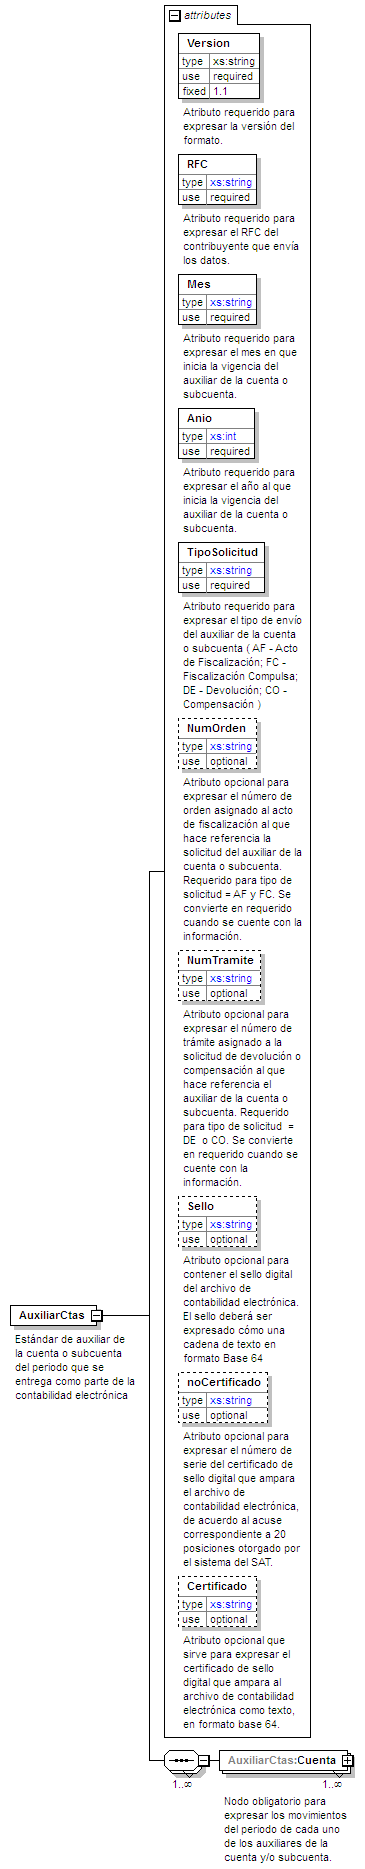 attributes
Version
type xs:string
use required
fixed 1.1
Atributo requerido para
expresar la versión del
formato.
RFC
type xs:string
use required
Atributo requerido para
expresar el RFC del
contribuyente que envía
los datos.
Mes
type xs:string
use required
Atributo requerido para
expresar el mes en que
inicia la vigencia del
auxiliar de la cuenta o
subcuenta.
Anio
type xs:int
use required
Atributo requerido para
expresar el año al que
inicia la vigencia del
auxiliar de la cuenta o
subcuenta.
TipoSolicitud
type xs:string
use required
Atributo requerido para
expresar el tipo de envío
del auxiliar de la cuenta
o subcuenta ( AF - Acto
de Fiscalización; FC -
Fiscalización Compulsa;
DE - Devolución; CO -
Compensación )
NumOrden
type xs:string
use optional
Atributo opcional para
expresar el número de
orden asignado al acto
de fiscalización al que
hace referencia la
solicitud del auxiliar de la
cuenta o subcuenta.
Requerido para tipo de
solicitud = AF y FC. Se
convierte en requerido
cuando se cuente con la
información.
NumTramite
type xs:string
use optional
Atributo opcional para
expresar el número de
trámite asignado a la
solicitud de devolución o
compensación al que
hace referencia el
auxiliar de la cuenta o
subcuenta. Requerido
para tipo de solicitud  =
DE  o CO. Se convierte
en requerido cuando se
cuente con la
información.
Sello
type xs:string
use optional
Atributo opcional para
contener el sello digital
del archivo de
contabilidad electrónica.
El sello deberá ser
expresado cómo una
cadena de texto en
formato Base 64
noCertificado
type xs:string
use optional
Atributo opcional para
expresar el número de
serie del certificado de
sello digital que ampara
el archivo de
contabilidad electrónica,
de acuerdo al acuse
correspondiente a 20
posiciones otorgado por
el sistema del SAT.
Certificado
type xs:string
use optional
Atributo opcional que
sirve para expresar el
certificado de sello
digital que ampara al
archivo de contabilidad
electrónica como texto,
en formato base 64.
AuxiliarCtas
Estándar de auxiliar de
la cuenta o subcuenta
del periodo que se
entrega como parte de la
contabilidad electrónica
AuxiliarCtas:Cuenta
1..∞ 1..∞
Nodo obligatorio para
expresar los movimientos
del periodo de cada uno
de los auxiliares de la
cuenta y/o subcuenta.